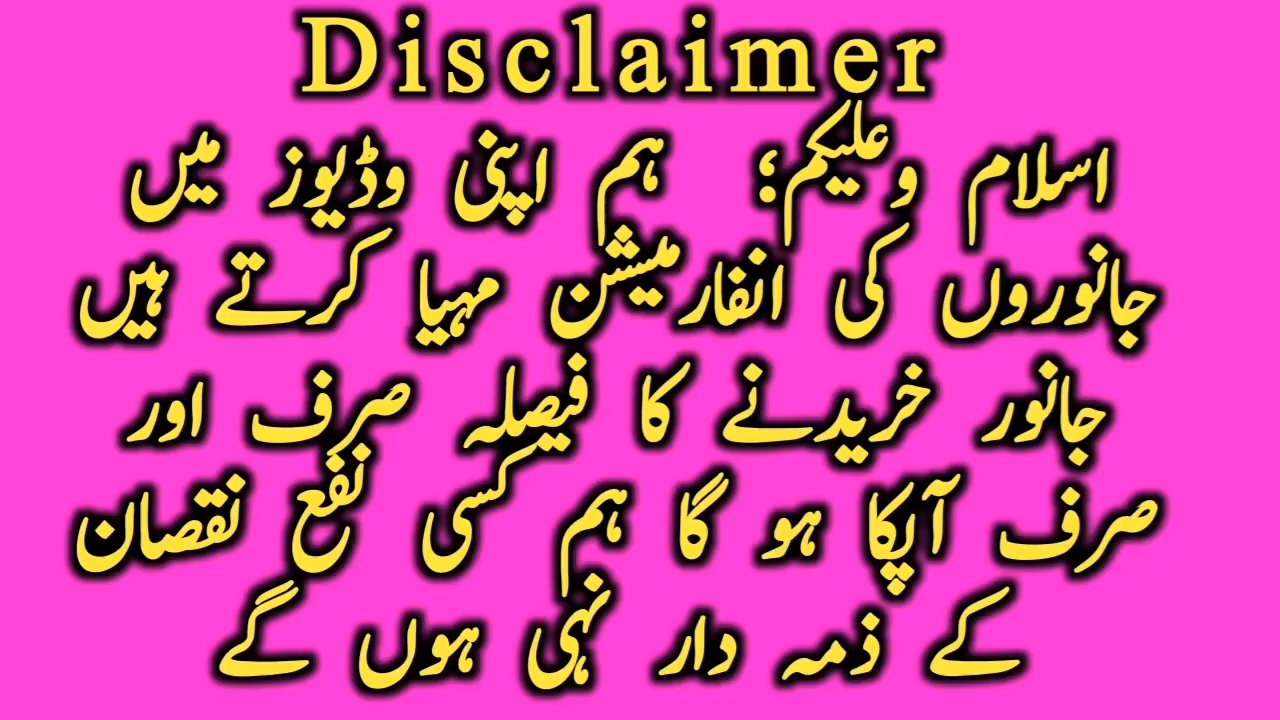 Disclaimer
اسلام وعلیکم؛ ہم اپنی وڈیوز میں
جانوروں کی انفارمیشن مہیا کرتے ہیں
جانور خریدنے کا فیصلہ صرف اور
صرف آپکا ہو گا ہم کسی نفع نقصان
کے ذمہ دار نہی ہوں گے